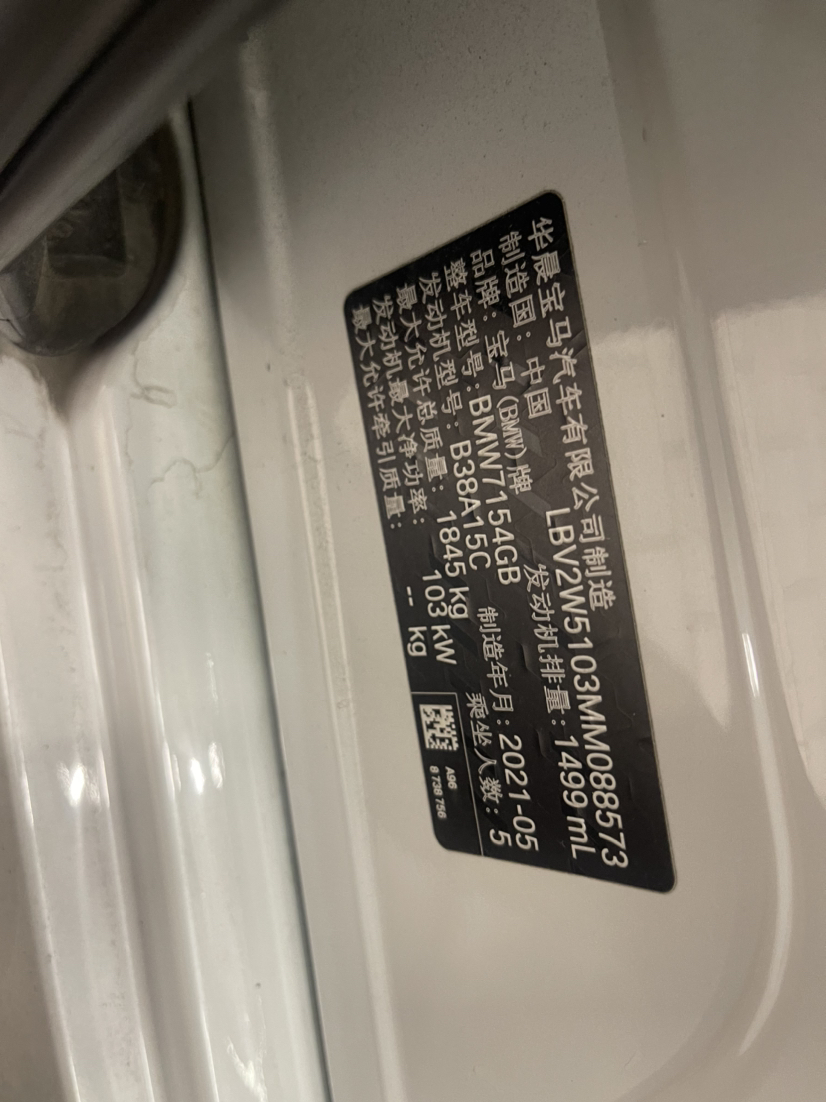 华晨宝马汽车有限公司制造
制造国：中国 LBV2W5103MM088573
品牌：宝马(BMW)牌 发动机排量：1499 mL
整车型号：BMW7154GB 制造年月：2021-05
发动机型号：B38A15C 乘坐人数：5
最大允许总质量：1845 kg
发动机最大净功率：103 kW
最大允许牵引质量：-- kg
A96
8 738 756